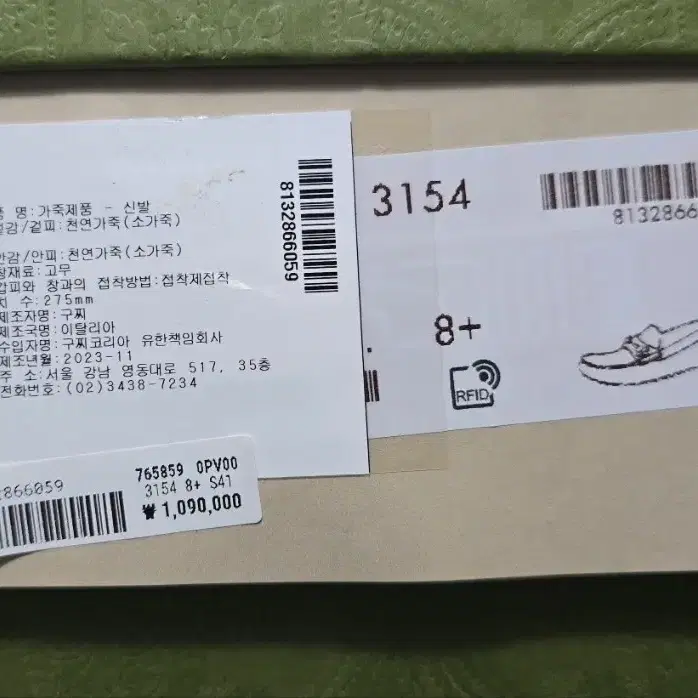 품 명:가죽제품 - 신발
겉감/겉피:천연가죽(소가죽)
안감/안피:천연가죽(소가죽)
창재료:고무
갑피와 창과의 접착방법:접착제접착
치 수:275mm
제조자명:구찌
제조국명:이탈리아
수입자명:구찌코리아 유한책임회사
제조년월:2023-11
주 소:서울 강남 영동대로 517, 35층
전화번호:(02)3438-7234
8132866059
3154
8132866
8+
RFID
2866059
765859 0PV00
3154 8+ S41
₩ 1,090,000